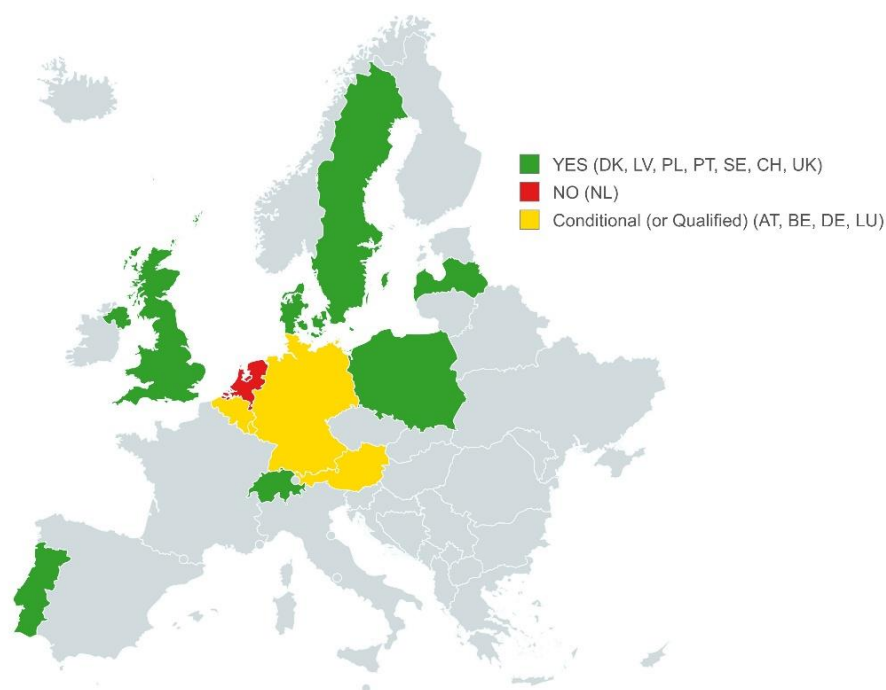 YES (DK, LV, PL, PT, SE, CH, UK)
NO (NL)
Conditional (or Qualified) (AT, BE, DE, LU)